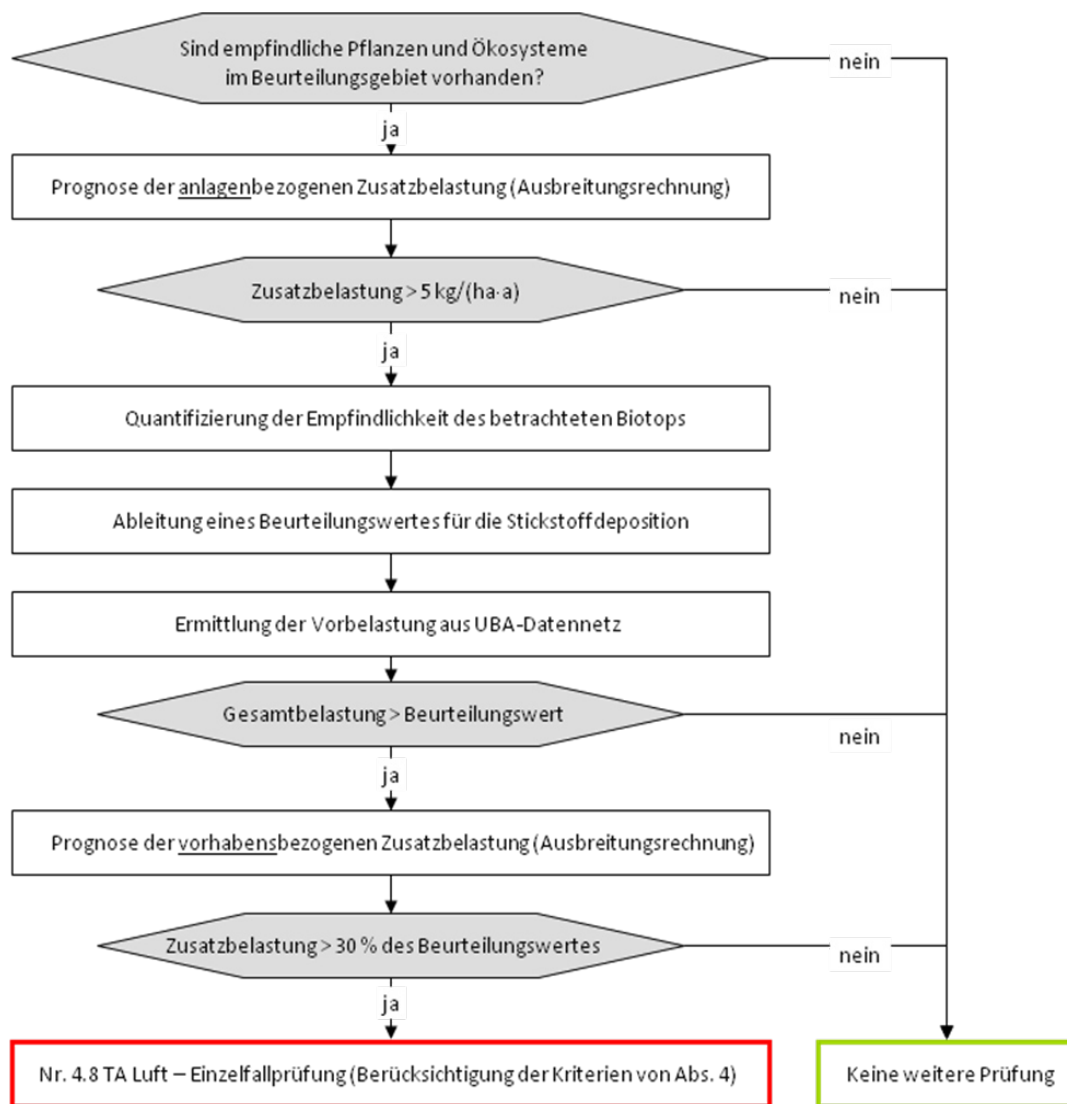 Sind empfindliche Pflanzen und Ökosysteme
im Beurteilungsgebiet vorhanden?
nein
ja
Prognose der anlagenbezogenen Zusatzbelastung (Ausbreitungsrechnung)
Zusatzbelastung > 5 kg/(ha·a)
nein
ja
Quantifizierung der Empfindlichkeit des betrachteten Biotops
Ableitung eines Beurteilungswertes für die Stickstoffdeposition
Ermittlung der Vorbelastung aus UBA-Datennetz
Gesamtbelastung > Beurteilungswert
nein
ja
Prognose der vorhabensbezogenen Zusatzbelastung (Ausbreitungsrechnung)
Zusatzbelastung > 30 % des Beurteilungswertes
nein
ja
Nr. 4.8 TA Luft – Einzelfallprüfung (Berücksichtigung der Kriterien von Abs. 4)
Keine weitere Prüfung